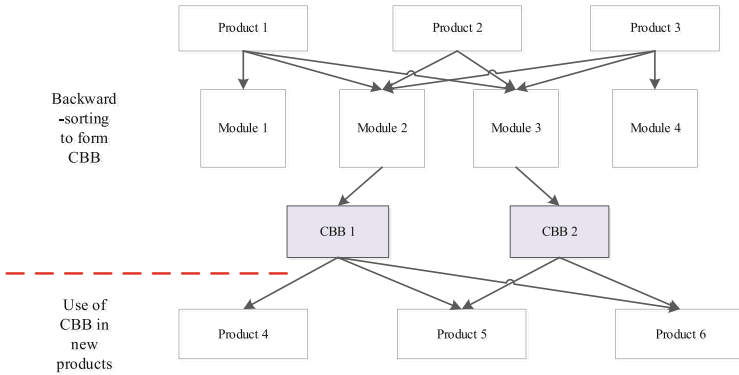 Product 1
Product 2
Product 3
Backward
-sorting
to form
CBB
Module 1
Module 2
Module 3
Module 4
CBB 1
CBB 2
Use of
CBB in
new
products
Product 4
Product 5
Product 6